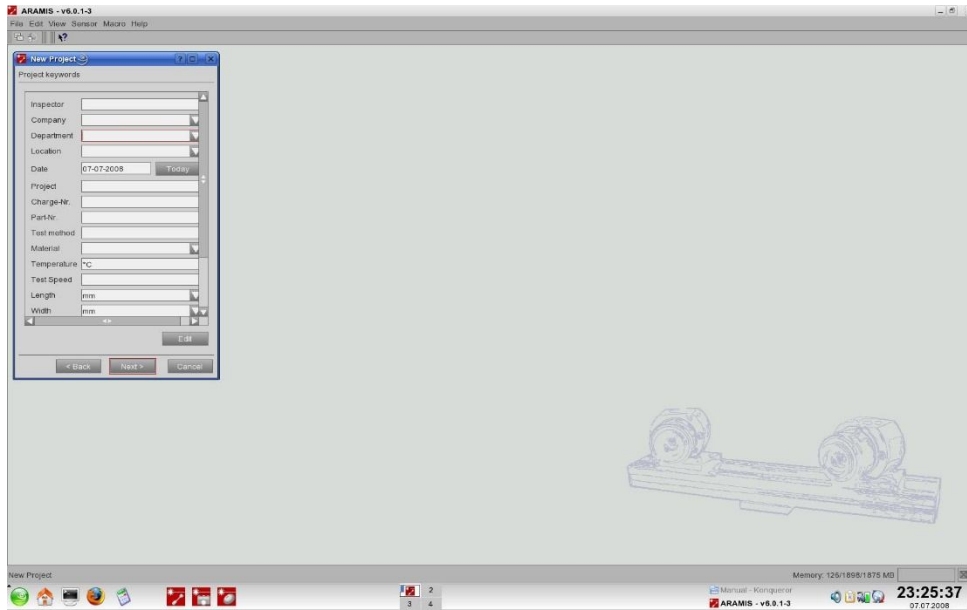 ARAMIS - v6.0.1-3
File Edit View Sensor Macro Help
New Project
Project keywords
Inspector
Company
Department
Location
Date 07-07-2008 Today
Project
Charge-Nr.
Part-Nr.
Test method
Material
Temperature °C
Test Speed
Length mm
Width mm
Edit
< Back Next > Cancel
New Project Memory: 126/1898/1875 MB
2
3 4
Manual - Konqueror
ARAMIS - v6.0.1-3
23:25:37
07.07.2008